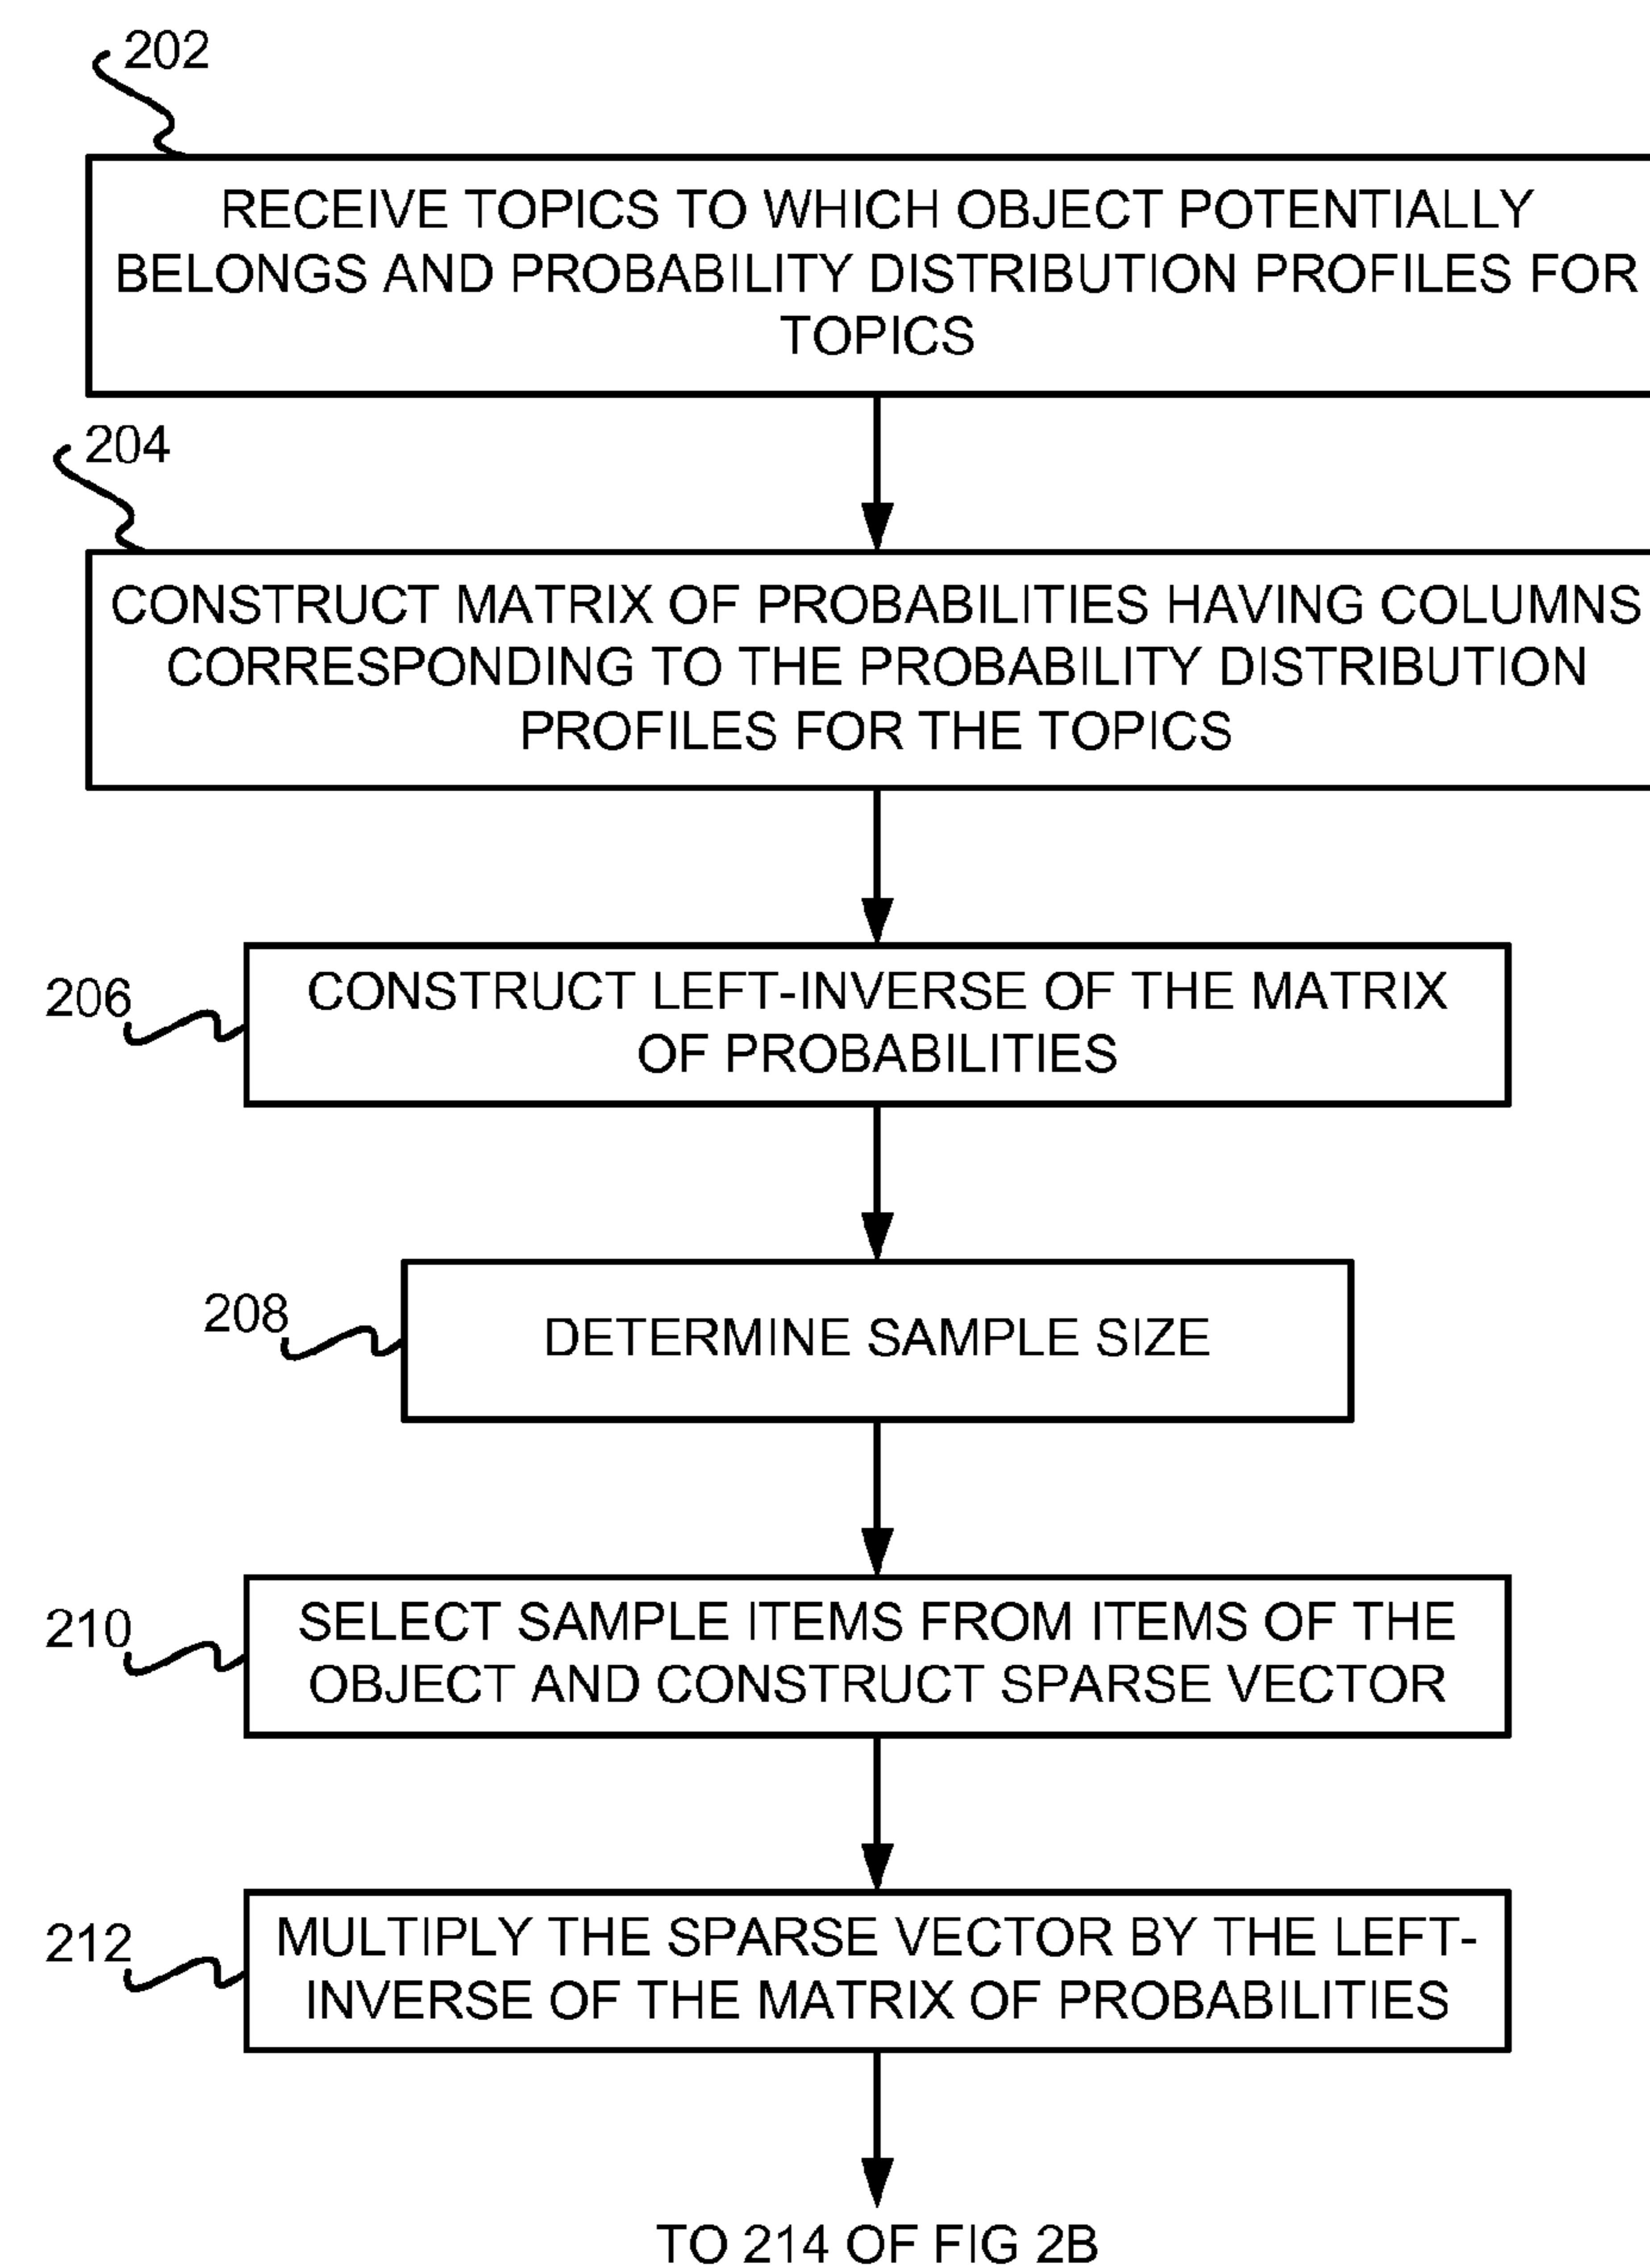 202
RECEIVE TOPICS TO WHICH OBJECT POTENTIALLY
BELONGS AND PROBABILITY DISTRIBUTION PROFILES FOR
TOPICS
204
CONSTRUCT MATRIX OF PROBABILITIES HAVING COLUMNS
CORRESPONDING TO THE PROBABILITY DISTRIBUTION
PROFILES FOR THE TOPICS
206
CONSTRUCT LEFT-INVERSE OF THE MATRIX
OF PROBABILITIES
208
DETERMINE SAMPLE SIZE
210
SELECT SAMPLE ITEMS FROM ITEMS OF THE
OBJECT AND CONSTRUCT SPARSE VECTOR
212
MULTIPLY THE SPARSE VECTOR BY THE LEFT-
INVERSE OF THE MATRIX OF PROBABILITIES
TO 214 OF FIG 2B